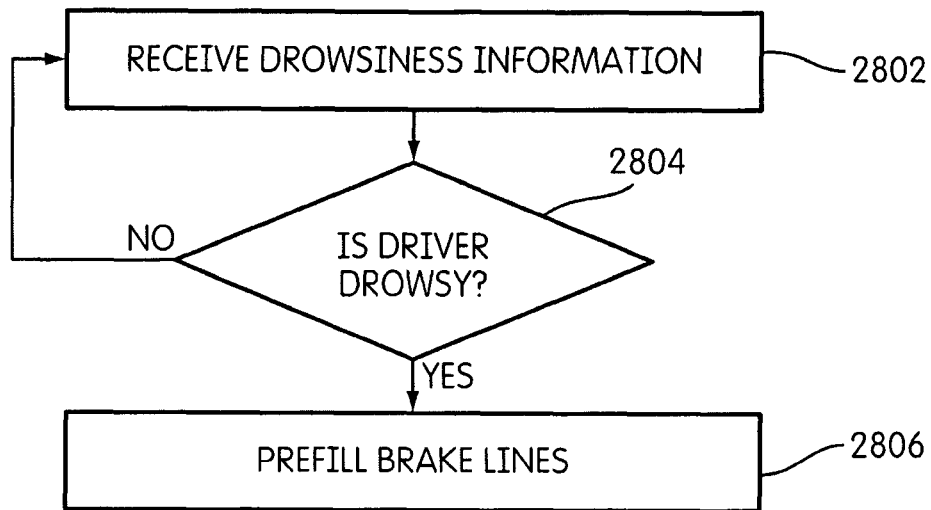 RECEIVE DROWSINESS INFORMATION
2802
2804
NO
IS DRIVER
DROWSY?
YES
PREFILL BRAKE LINES
2806